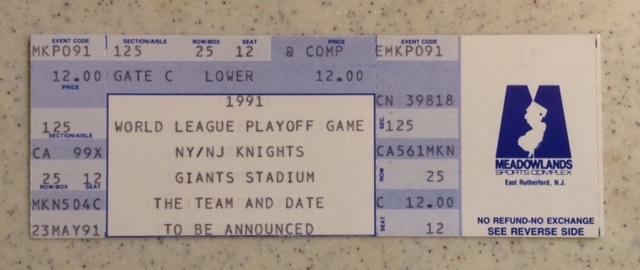 EVENT CODE SECTION/AISLE ROW/BOX SEAT PRICE EVENT CODE
MKP091 125 25 12 @ COMP EMKP091
12.00 GATE C LOWER 12.00
PRICE
1991 CN 39818
125 WORLD LEAGUE PLAYOFF GAME SEC. 125
SECTION/AISLE
CA 99X NY/NJ KNIGHTS CA561MKN
25 12 GIANTS STADIUM ROW 25
ROW/BOX SEAT
MKN504C THE TEAM AND DATE C 12.00
23MAY91 TO BE ANNOUNCED SEAT 12
MEADOWLANDS
SPORTS COMPLEX
East Rutherford, N.J.
NO REFUND-NO EXCHANGE
SEE REVERSE SIDE